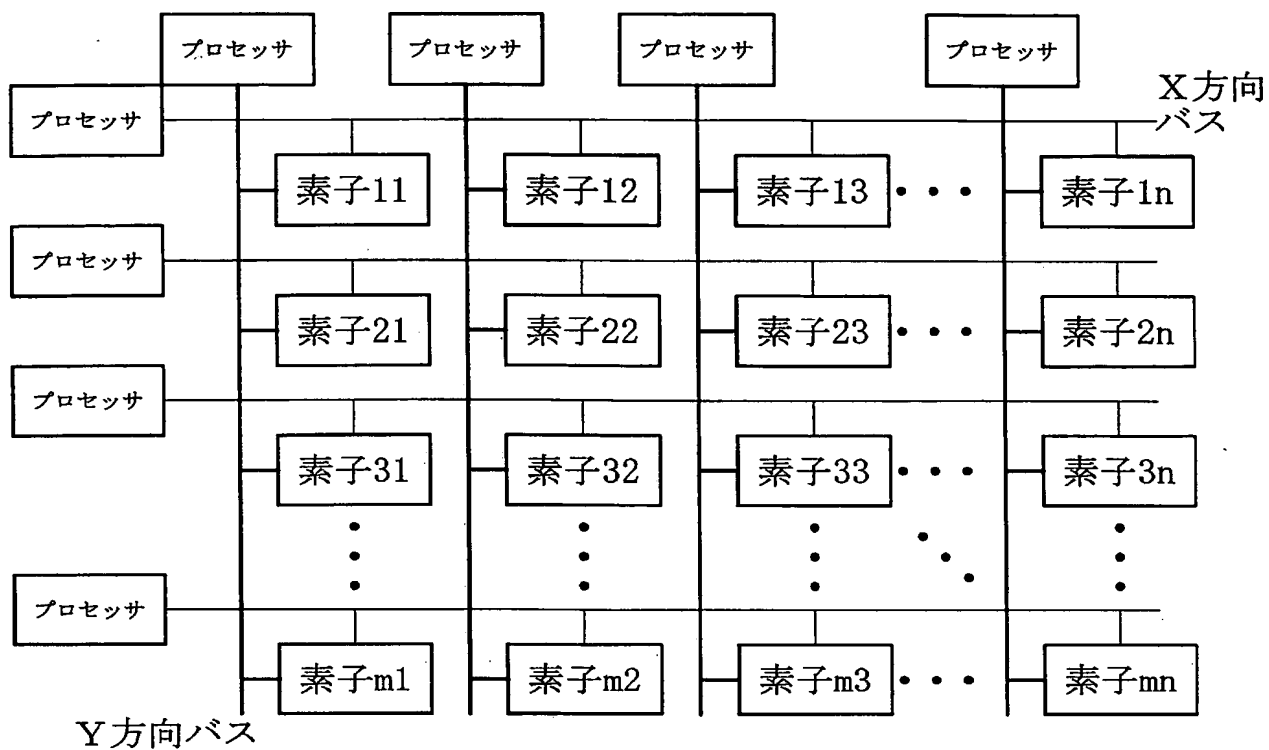 プロセッサ プロセッサ プロセッサ プロセッサ
X方向
バス
プロセッサ
素子11 素子12 素子13 ・・・ 素子1n
プロセッサ
素子21 素子22 素子23 ・・・ 素子2n
プロセッサ
素子31 素子32 素子33 ・・・ 素子3n
プロセッサ
素子m1 素子m2 素子m3 ・・・ 素子mn
Y方向バス